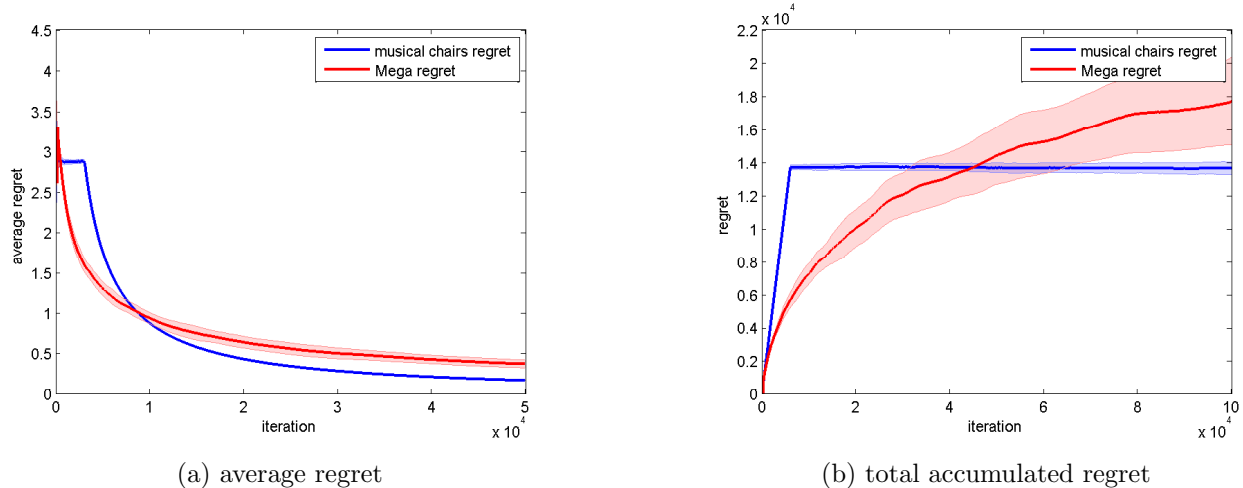 4.5
4
3.5
3
2.5
2
1.5
1
0.5
0
average regret
musical chairs regret
Mega regret
0
1
2
3
4
5
iteration
x 10^4
(a) average regret
x 10^4
2.2
2
1.8
1.6
1.4
1.2
1
0.8
0.6
0.4
0.2
0
regret
musical chairs regret
Mega regret
0
2
4
6
8
10
iteration
x 10^4
(b) total accumulated regret